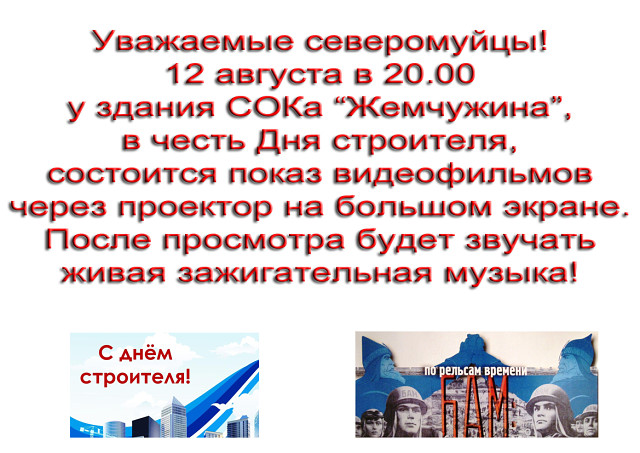 Уважаемые северомуйцы!
12 августа в 20.00
у здания СОКа “Жемчужина”,
в честь Дня строителя,
состоится показ видеофильмов
через проектор на большом экране.
После просмотра будет звучать
живая зажигательная музыка!
С днём
строителя!
по рельсам времени
БАМ